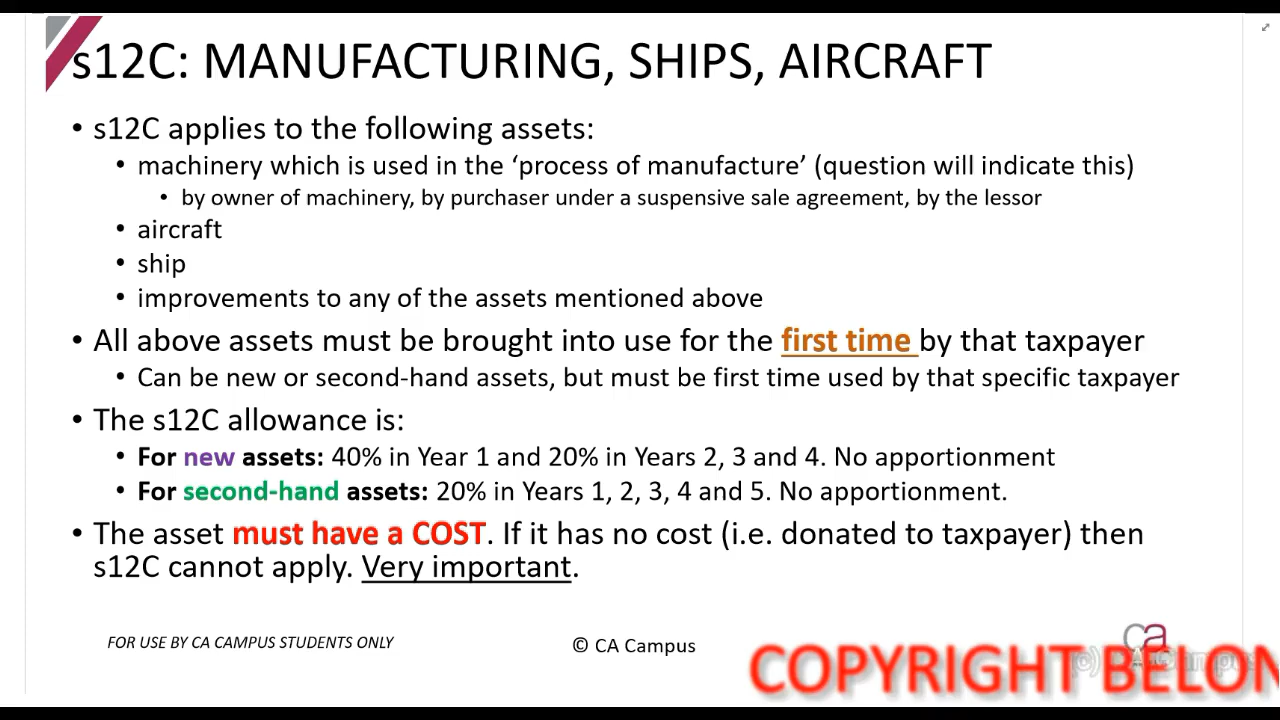 s12C: MANUFACTURING, SHIPS, AIRCRAFT
• s12C applies to the following assets:
• machinery which is used in the ‘process of manufacture’ (question will indicate this)
• by owner of machinery, by purchaser under a suspensive sale agreement, by the lessor
• aircraft
• ship
• improvements to any of the assets mentioned above
• All above assets must be brought into use for the first time by that taxpayer
• Can be new or second-hand assets, but must be first time used by that specific taxpayer
• The s12C allowance is:
• For new assets: 40% in Year 1 and 20% in Years 2, 3 and 4. No apportionment
• For second-hand assets: 20% in Years 1, 2, 3, 4 and 5. No apportionment.
• The asset must have a COST. If it has no cost (i.e. donated to taxpayer) then
s12C cannot apply. Very important.
FOR USE BY CA CAMPUS STUDENTS ONLY
© CA Campus
ca
COPYRIGHT BELON